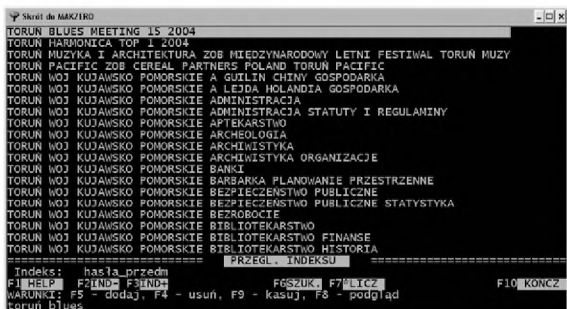 Skrót do MAKZERO
TORUŃ BLUES MEETING 15 2004
TORUŃ HARMONICA TOP 1 2004
TORUŃ MUZYKA I ARCHITEKTURA ZOB MIĘDZYNARODOWY LETNI FESTIWAL TORUŃ MUZY
TORUŃ PACIFIC ZOB CEREAL PARTNERS POLAND TORUŃ PACIFIC
TORUŃ WOJ KUJAWSKO POMORSKIE A GUILIN CHINY GOSPODARKA
TORUŃ WOJ KUJAWSKO POMORSKIE A LEJDA HOLANDIA GOSPODARKA
TORUŃ WOJ KUJAWSKO POMORSKIE ADMINISTRACJA
TORUŃ WOJ KUJAWSKO POMORSKIE ADMINISTRACJA STATUTY I REGULAMINY
TORUŃ WOJ KUJAWSKO POMORSKIE APTEKARSTWO
TORUŃ WOJ KUJAWSKO POMORSKIE ARCHEOLOGIA
TORUŃ WOJ KUJAWSKO POMORSKIE ARCHIWISTYKA
TORUŃ WOJ KUJAWSKO POMORSKIE ARCHIWISTYKA ORGANIZACJE
TORUŃ WOJ KUJAWSKO POMORSKIE BANKI
TORUŃ WOJ KUJAWSKO POMORSKIE BARBARKA PLANOWANIE PRZESTRZENNE
TORUŃ WOJ KUJAWSKO POMORSKIE BEZPIECZEŃSTWO PUBLICZNE
TORUŃ WOJ KUJAWSKO POMORSKIE BEZPIECZEŃSTWO PUBLICZNE STATYSTYKA
TORUŃ WOJ KUJAWSKO POMORSKIE BEZROBOCIE
TORUŃ WOJ KUJAWSKO POMORSKIE BIBLIOTEKARSTWO
TORUŃ WOJ KUJAWSKO POMORSKIE BIBLIOTEKARSTWO FINANSE
TORUŃ WOJ KUJAWSKO POMORSKIE BIBLIOTEKARSTWO HISTORIA
PRZEGL. INDEKSU
Indeks: hasła_przedm
F1 HELP F2IND- F3IND+ F6SZUK. F7°LICZ F10 KONCZ
WARUNKI: F5 - dodaj, F4 - usuń, F9 - kasuj, F8 - podgląd
toruń blues